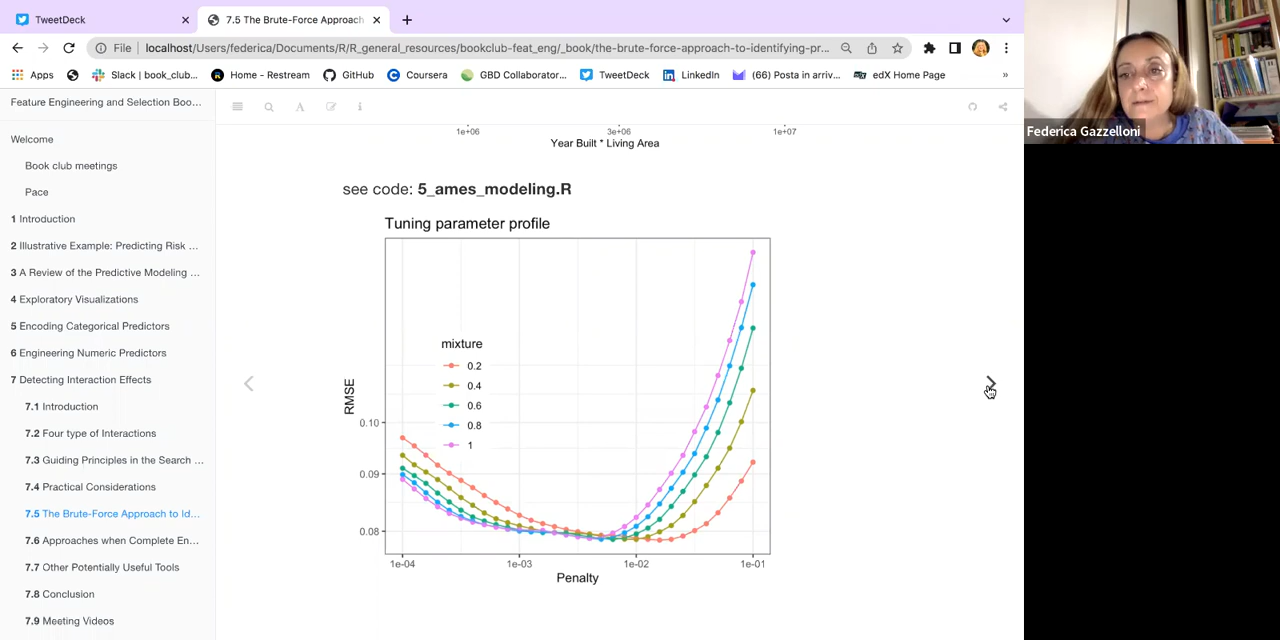 TweetDeck
7.5 The Brute-Force Approach
File
localhost/Users/federica/Documents/R/R_general_resources/bookclub-feat_eng/_book/the-brute-force-approach-to-identifying-pr...
Apps
Slack | book_club...
Home - Restream
GitHub
Coursera
GBD Collaborator...
TweetDeck
LinkedIn
(66) Posta in arriv...
edX Home Page
»
Feature Engineering and Selection Boo...
Welcome
Book club meetings
Pace
1 Introduction
2 Illustrative Example: Predicting Risk ...
3 A Review of the Predictive Modeling ...
4 Exploratory Visualizations
5 Encoding Categorical Predictors
6 Engineering Numeric Predictors
7 Detecting Interaction Effects
7.1 Introduction
7.2 Four type of Interactions
7.3 Guiding Principles in the Search ...
7.4 Practical Considerations
7.5 The Brute-Force Approach to Id...
7.6 Approaches when Complete En...
7.7 Other Potentially Useful Tools
7.8 Conclusion
7.9 Meeting Videos
1e+06 3e+06 1e+07
Year Built * Living Area
see code: 5_ames_modeling.R
Tuning parameter profile
mixture
0.2
0.4
0.6
0.8
1
RMSE
0.10
0.09
0.08
1e-04 1e-03 1e-02 1e-01
Penalty
Federica Gazzelloni